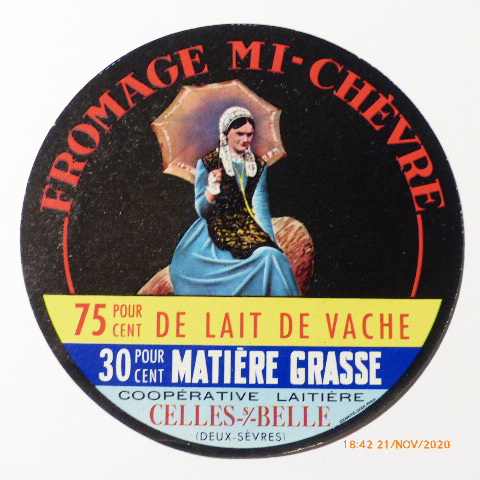 FROMAGE MI-CHÈVRE
75 POUR CENT DE LAIT DE VACHE
30 POUR CENT MATIÈRE GRASSE
COOPÉRATIVE LAITIÈRE
CELLES-s/-BELLE
(DEUX-SÈVRES)
18:42 21/NOV/2020